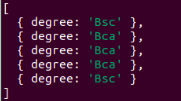 [
  { degree: 'Bsc' },
  { degree: 'Bca' },
  { degree: 'Bca' },
  { degree: 'Bca' },
  { degree: 'Bsc' }
]